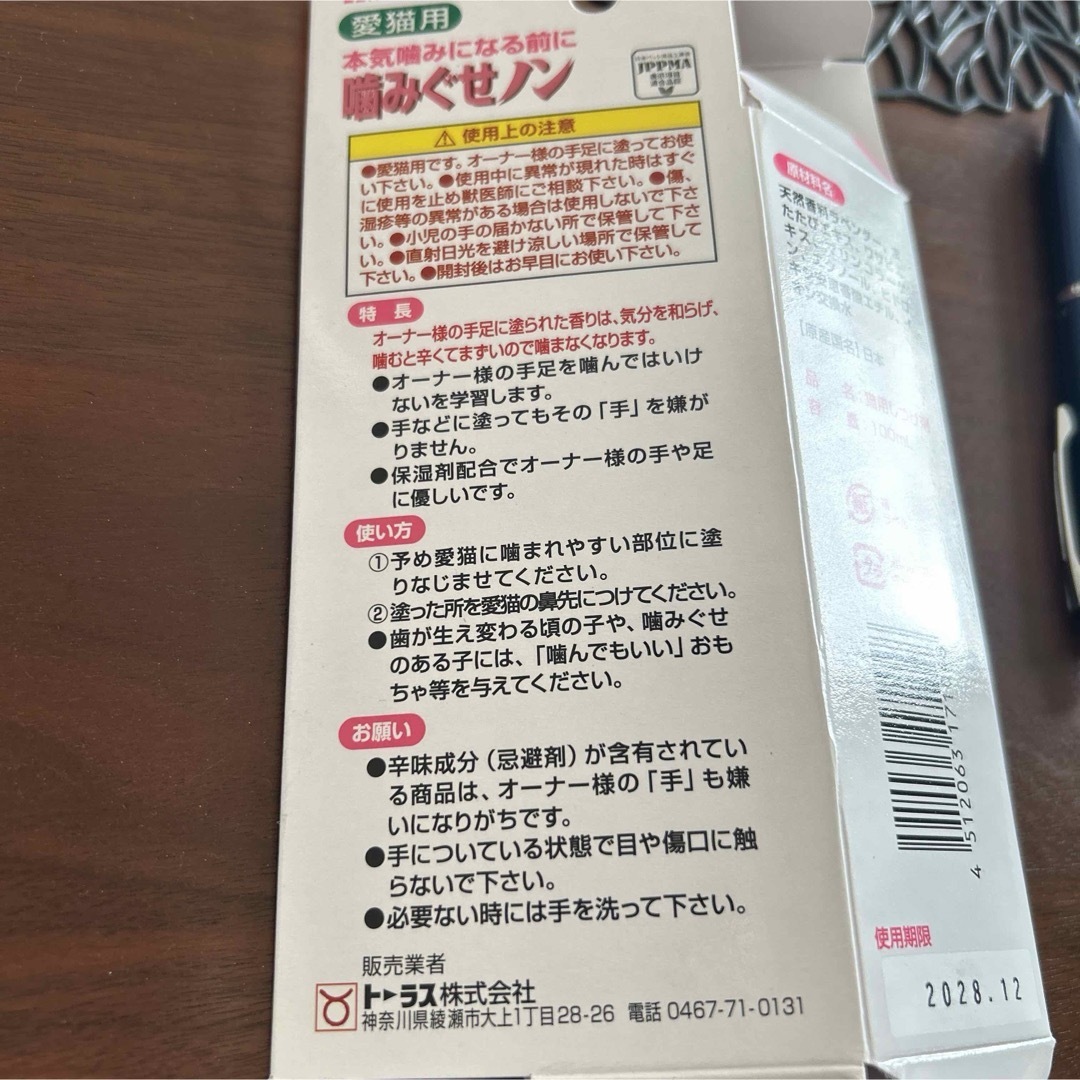 愛猫用
本気噛みになる前に
噛みぐせノン
JPPMA
使用上の注意
●愛猫用です。オーナー様の手足に塗ってお使
い下さい。●使用中に異常が現れた時はすぐ
に使用を止め獣医師にご相談下さい。●傷、
湿疹等の異常がある場合は使用しないで下さ
い。●小児の手の届かない所で保管して下さ
い。●直射日光を避け涼しい場所で保管して
下さい。●開封後はお早目にお使い下さい。
特長
オーナー様の手足に塗られた香りは、気分を和らげ、
噛むと辛くてまずいので噛まなくなります。
●オーナー様の手足を噛んではいけ
ないを学習します。
●手などに塗ってもその「手」を嫌が
りません。
●保湿剤配合でオーナー様の手や足
に優しいです。
使い方
①予め愛猫に噛まれやすい部位に塗
りなじませてください。
②塗った所を愛猫の鼻先につけてください。
●歯が生え変わる頃の子や、噛みぐせ
のある子には、「噛んでもいい」おも
ちゃ等を与えてください。
お願い
●辛味成分（忌避剤）が含有されてい
る商品は、オーナー様の「手」も嫌
いになりがちです。
●手についている状態で目や傷口に触
らないで下さい。
●必要ない時には手を洗って下さい。
販売業者
トーラス株式会社
神奈川県綾瀬市大上1丁目28-26 電話 0467-71-0131
原材料名
天然香料ラベンダー、
【原産国名】日本
品 名:
容 量 100mL
紙
プラ
4 512063 171
使用期限
2028.12